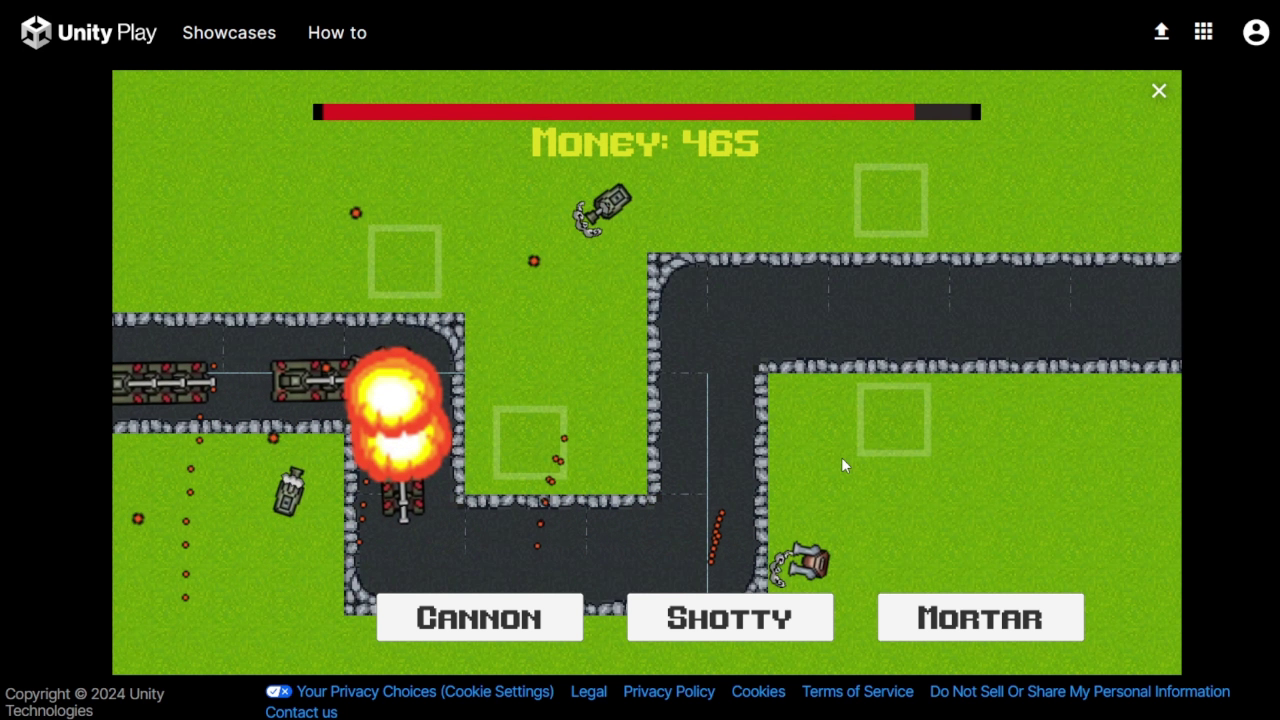 Unity Play Showcases How to
Money: 465
Cannon Shotty Mortar
Copyright © 2024 Unity
Technologies
Your Privacy Choices (Cookie Settings) Legal Privacy Policy Cookies Terms of Service Do Not Sell Or Share My Personal Information
Contact us